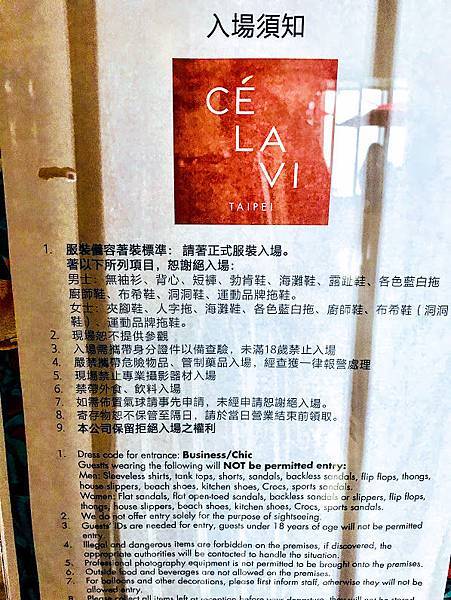 入場須知
CÉ
LA
VI
TAIPEI
1. 服裝儀容著裝標準： 請著正式服裝入場。
著以下所列項目，恕謝絕入場：
男士：無袖衫、背心、短褲、勃肯鞋、海灘鞋、露趾鞋、各色藍白拖
廚師鞋、布希鞋、洞洞鞋、運動品牌拖鞋。
女士：夾腳鞋、人字拖、海灘鞋、各色藍白拖、廚師鞋、布希鞋（洞洞
鞋）、運動品牌拖鞋。
2. 現場恕不提供參觀
3. 入場需攜帶身分證件以備查驗，未滿18歲禁止入場
4. 嚴禁攜帶危險物品、管制藥品入場，經查獲一律報警處理
5. 現場禁止專業攝影器材入場
6. 禁帶外食、飲料入場
7. 如需佈置氣球請事先申請，未經申請恕謝絕入場。
8. 寄存物恕不保管至隔日，請於當日營業結束前領取。
9. 本公司保留拒絕入場之權利
1. Dress code for entrance: Business/Chic
Guests wearing the following will NOT be permitted entry:
Men: Sleeveless shirts, tank tops, shorts, sandals, backless sandals, flip flops, thongs,
house slippers, beach shoes, kitchen shoes, Crocs, sports sandals.
Women: Flat sandals, flat open-toed sandals, backless sandals or slippers, flip flops,
thongs, house slippers, beach shoes, kitchen shoes, Crocs, sports sandals.
2. We do not offer entry solely for the purpose of sightseeing.
3. Guests' IDs are needed for entry, guests under 18 years of age will not be permitted
entry.
4. Illegal and dangerous items are forbidden on the premises, if discovered, the
appropriate authorities will be contacted to handle the situation.
5. Professional photography equipment is not permitted to be brought onto the premises.
6. Outside food and beverages are not allowed on the premises.
7. For balloons and other decorations, please first inform staff, otherwise they will not be
allowed entry.
8. Please collect all items left at reception before your departure, they will not be stored